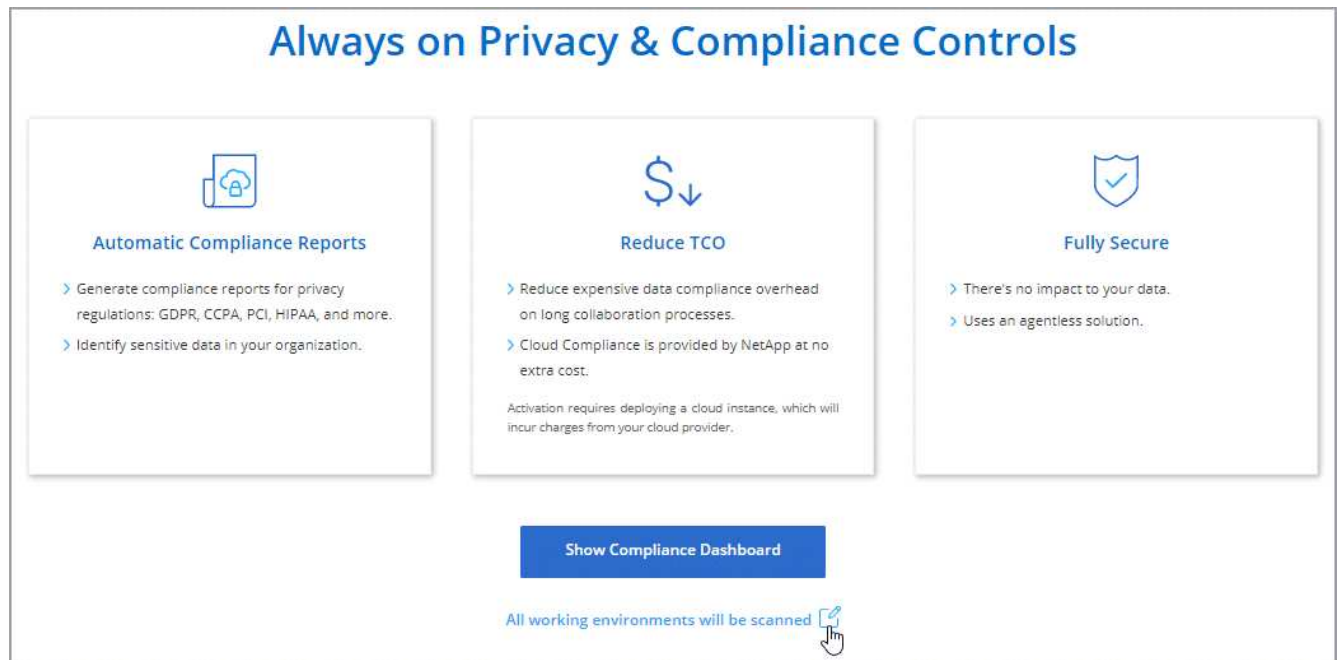 Always on Privacy & Compliance Controls
Automatic Compliance Reports
Generate compliance reports for privacy
regulations: GDPR, CCPA, PCI, HIPAA, and more.
Identify sensitive data in your organization.
Reduce TCO
Reduce expensive data compliance overhead
on long collaboration processes.
Cloud Compliance is provided by NetApp at no
extra cost.
Activation requires deploying a cloud instance, which will
incur charges from your cloud provider.
Fully Secure
There's no impact to your data.
Uses an agentless solution.
Show Compliance Dashboard
All working environments will be scanned